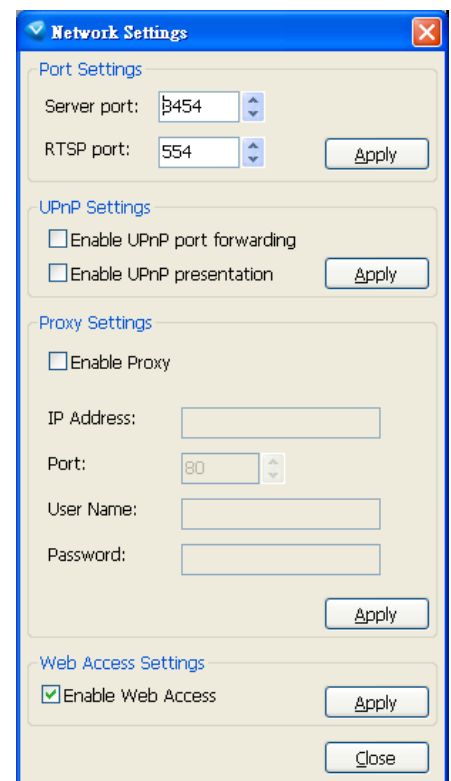 Network Settings
Port Settings
Server port: 3454
RTSP port: 554
Apply
UPnP Settings
Enable UPnP port forwarding
Enable UPnP presentation
Apply
Proxy Settings
Enable Proxy
IP Address:
Port: 80
User Name:
Password:
Apply
Web Access Settings
Enable Web Access
Apply
Close